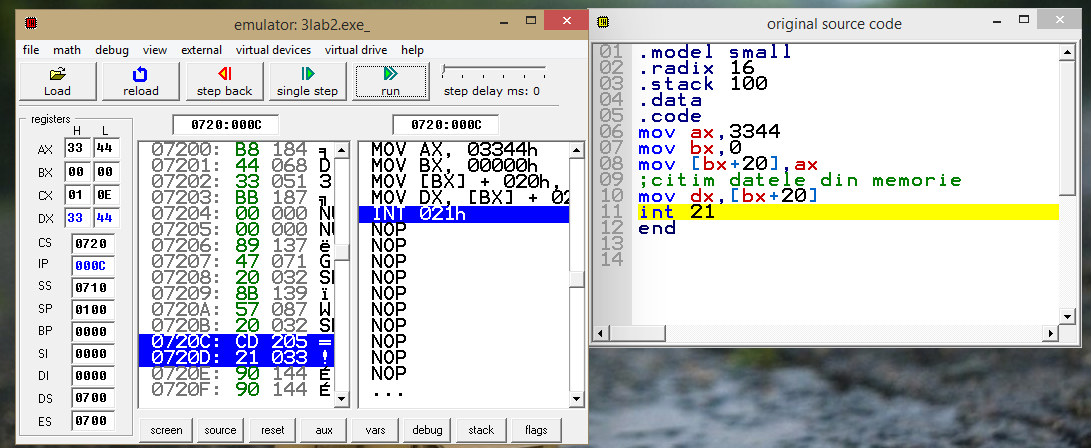 emulator: 3lab2.exe_
file math debug view external virtual devices virtual drive help
Load reload step back single step run step delay ms: 0
registers
H L
AX 33 44
BX 00 00
CX 01 0E
DX 33 44
CS 0720
IP 000C
SS 0710
SP 0100
BP 0000
SI 0000
DI 0000
DS 0700
ES 0700
0720:000C
07200: B8 184 ╕
07201: 44 068 D
07202: 33 051 3
07203: BB 187 ╗
07204: 00 000 NU
07205: 00 000 NU
07206: 89 137 ë
07207: 47 071 G
07208: 20 032 S
07209: 8B 139 ï
0720A: 57 087 W
0720B: 20 032 S
0720C: CD 205 =
0720D: 21 033 !
0720E: 90 144 É
0720F: 90 144 É
0720:000C
MOV AX, 03344h
MOV BX, 00000h
MOV [BX] + 020h,
MOV DX, [BX] + 02
INT 021h
NOP
NOP
NOP
NOP
NOP
NOP
NOP
NOP
NOP
NOP
...
screen source reset aux vars debug stack flags
original source code
01 .model small
02 .radix 16
03 .stack 100
04 .data
05 .code
06 mov ax,3344
07 mov bx,0
08 mov [bx+20],ax
09 ;citim datele din memorie
10 mov dx,[bx+20]
11 int 21
12 end
13
14